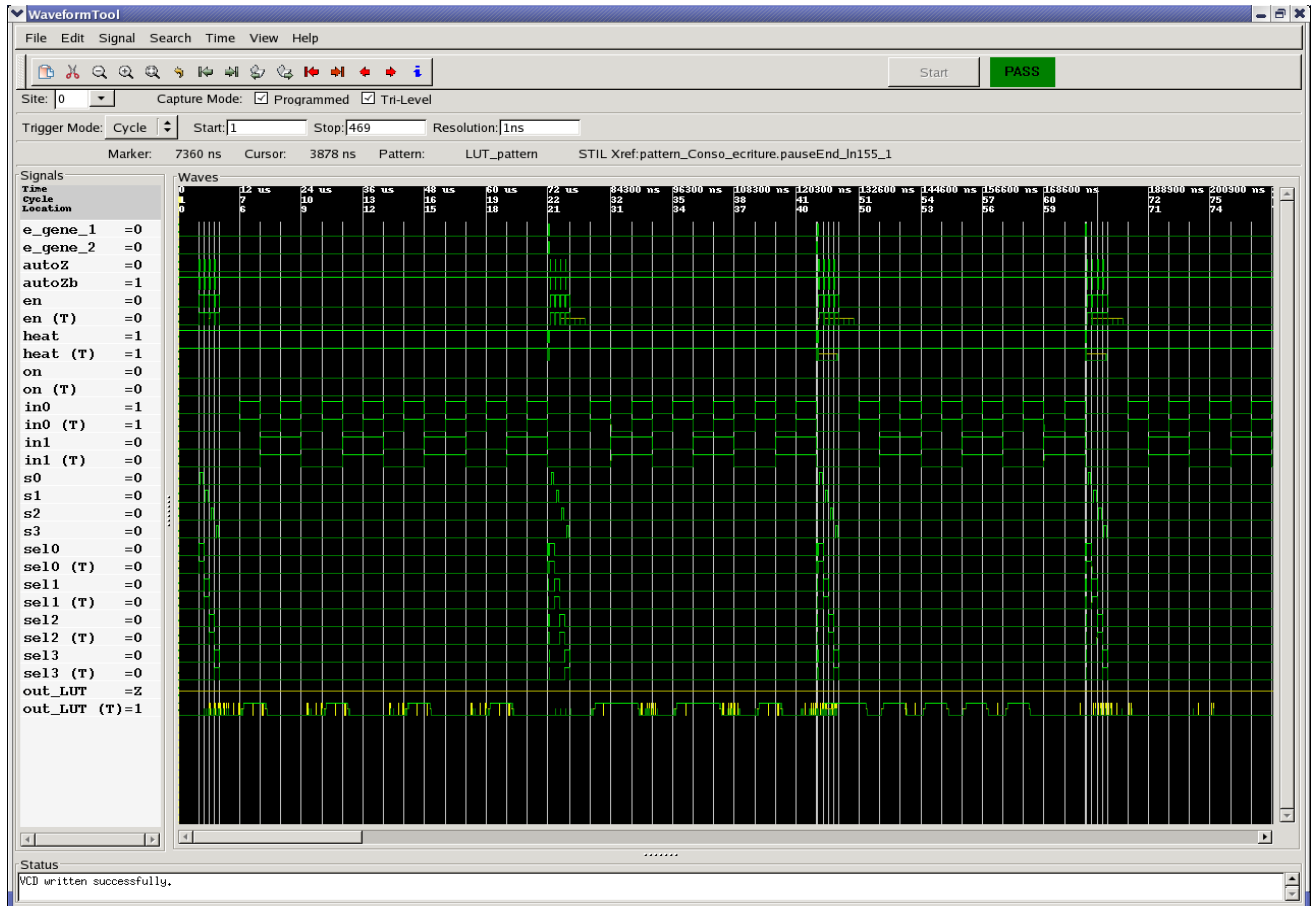 WaveformTool
File Edit Signal Search Time View Help
Start PASS
Site: 0 Capture Mode: Programmed Tri-Level
Trigger Mode: Cycle Start: 1 Stop: 469 Resolution: 1ns
Marker: 7360 ns Cursor: 3878 ns Pattern: LUT_pattern STIL Xref:pattern_Conso_ecriture.pauseEnd_ln155_1
Signals Waves
Time 0 12 us 24 us 36 us 48 us 60 us 72 us 84300 ns 96300 ns 108300 ns 120300 ns 132600 ns 144600 ns 156600 ns 168600 ns 188900 ns 200900 ns
Cycle 1 7 10 13 16 19 22 32 35 38 41 51 54 57 60 72 75
Location 0 6 9 12 15 18 21 31 34 37 40 50 53 56 59 71 74
e_gene_1 =0
e_gene_2 =0
autoZ =0
autoZb =1
en =0
en (T) =0
heat =1
heat (T) =1
on =0
on (T) =0
in0 =1
in0 (T) =1
in1 =0
in1 (T) =0
s0 =0
s1 =0
s2 =0
s3 =0
sel0 =0
sel0 (T) =0
sel1 =0
sel1 (T) =0
sel2 =0
sel2 (T) =0
sel3 =0
sel3 (T) =0
out_LUT =Z
out_LUT (T)=1
Status
VCD written successfully.